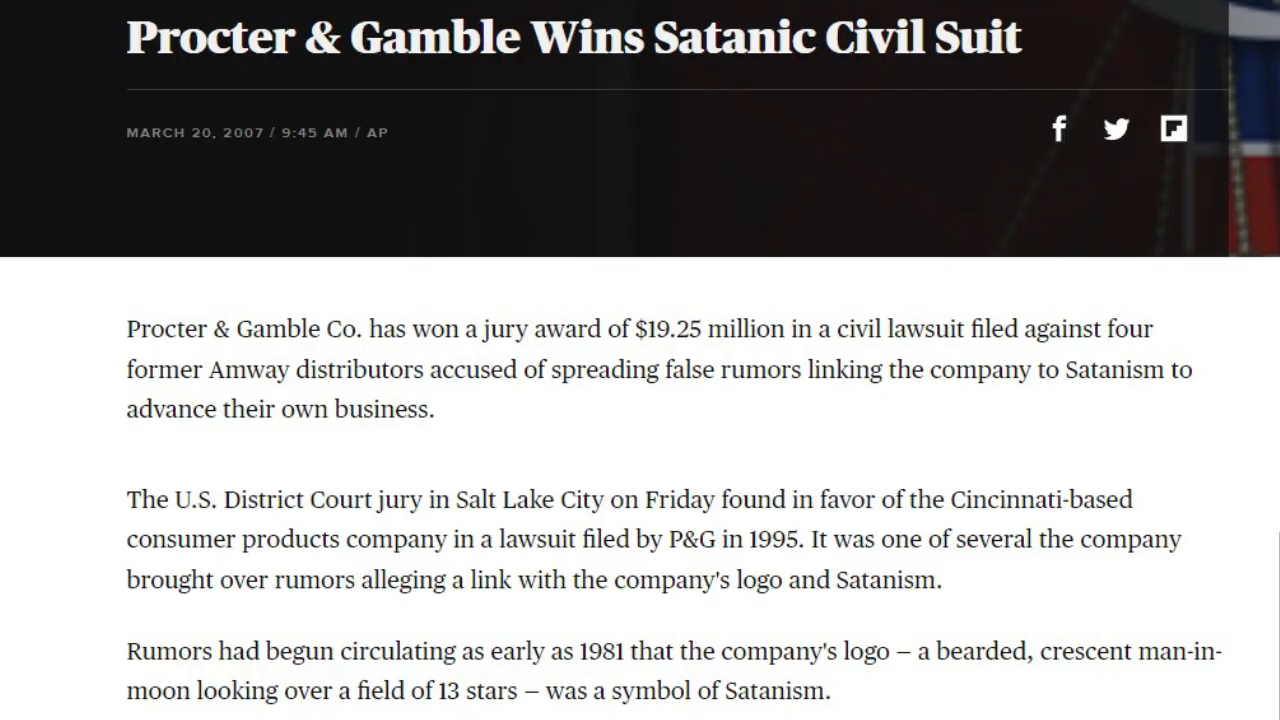 Procter & Gamble Wins Satanic Civil Suit
MARCH 20, 2007 / 9:45 AM / AP
Procter & Gamble Co. has won a jury award of $19.25 million in a civil lawsuit filed against four
former Amway distributors accused of spreading false rumors linking the company to Satanism to
advance their own business.
The U.S. District Court jury in Salt Lake City on Friday found in favor of the Cincinnati-based
consumer products company in a lawsuit filed by P&G in 1995. It was one of several the company
brought over rumors alleging a link with the company's logo and Satanism.
Rumors had begun circulating as early as 1981 that the company's logo – a bearded, crescent man-in-
moon looking over a field of 13 stars – was a symbol of Satanism.